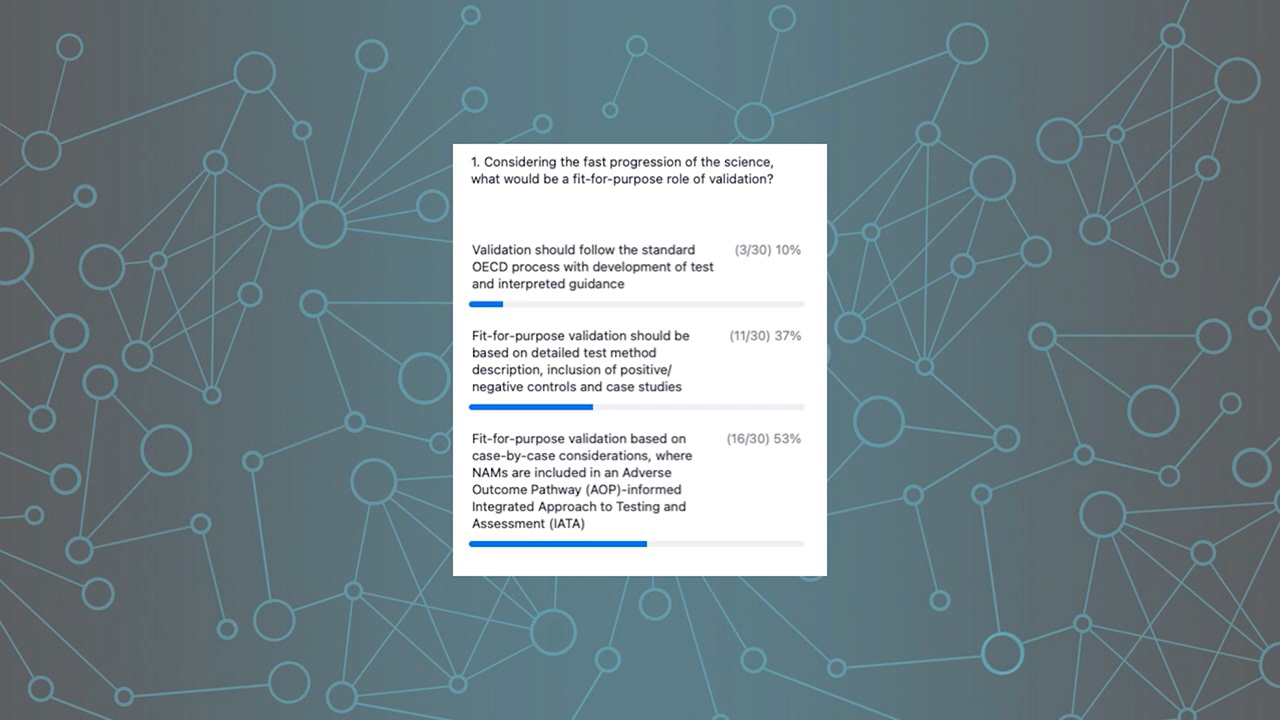 1. Considering the fast progression of the science,
what would be a fit-for-purpose role of validation?
Validation should follow the standard (3/30) 10%
OECD process with development of test
and interpreted guidance
Fit-for-purpose validation should be (11/30) 37%
based on detailed test method
description, inclusion of positive/
negative controls and case studies
Fit-for-purpose validation based on (16/30) 53%
case-by-case considerations, where
NAMs are included in an Adverse
Outcome Pathway (AOP)-informed
Integrated Approach to Testing and
Assessment (IATA)